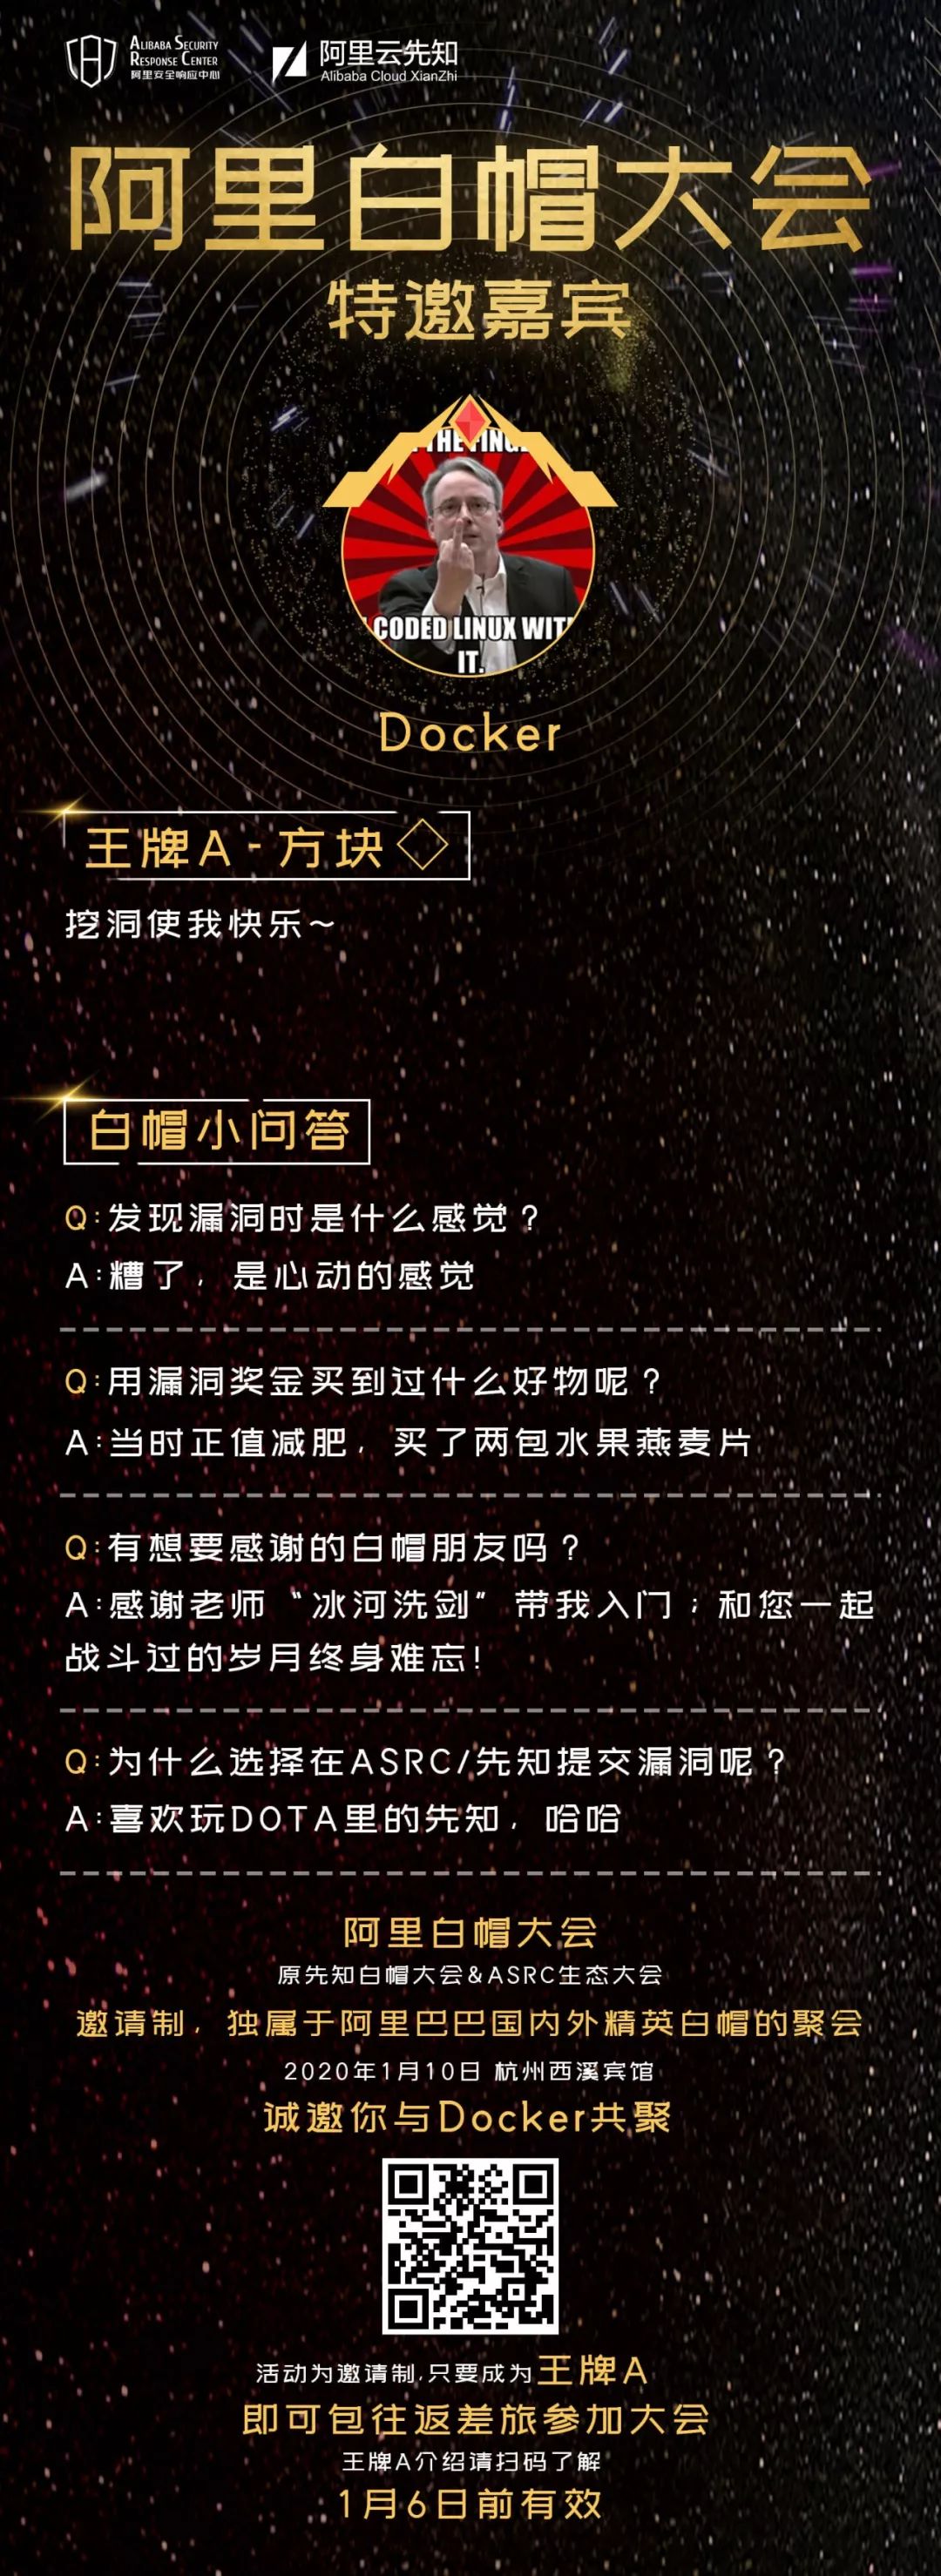 ALIBABA SECURITY
RESPONSE CENTER
阿里安全响应中心
阿里云先知
Alibaba Cloud XianZhi
阿里白帽大会
特邀嘉宾
THE FING
CODED LINUX WIT
IT.
Docker
王牌A-方块
挖洞使我快乐~
白帽小问答
Q:发现漏洞时是什么感觉？
A:糟了，是心动的感觉
Q:用漏洞奖金买到过什么好物呢？
A:当时正值减肥，买了两包水果燕麦片
Q:有想要感谢的白帽朋友吗？
A:感谢老师“冰河洗剑”带我入门；和您一起
战斗过的岁月终身难忘!
Q:为什么选择在ASRC/先知提交漏洞呢？
A:喜欢玩DOTA里的先知，哈哈
阿里白帽大会
原先知白帽大会&ASRC生态大会
邀请制，独属于阿里巴巴国内外精英白帽的聚会
2020年1月10日 杭州西溪宾馆
诚邀你与Docker共聚
活动为邀请制,只要成为王牌A
即可包往返差旅参加大会
王牌A介绍请扫码了解
1月6日前有效